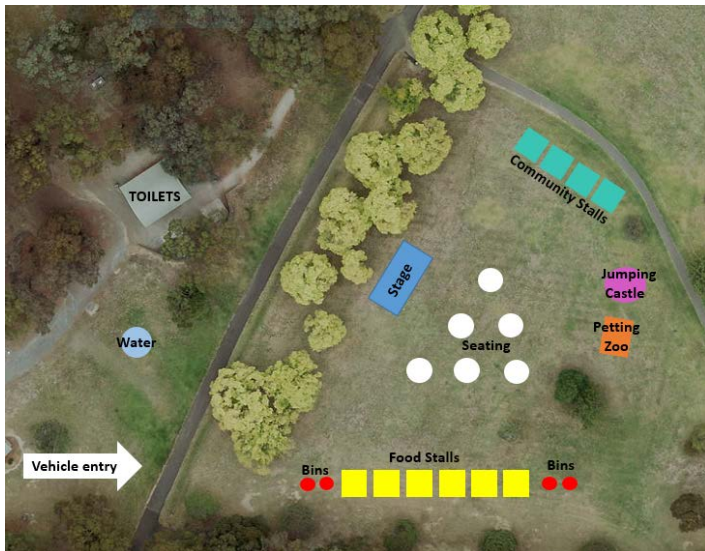 TOILETS
Community Stalls
Stage
Jumping
Castle
Water
Seating
Petting
Zoo
Vehicle entry
Bins
Food Stalls
Bins